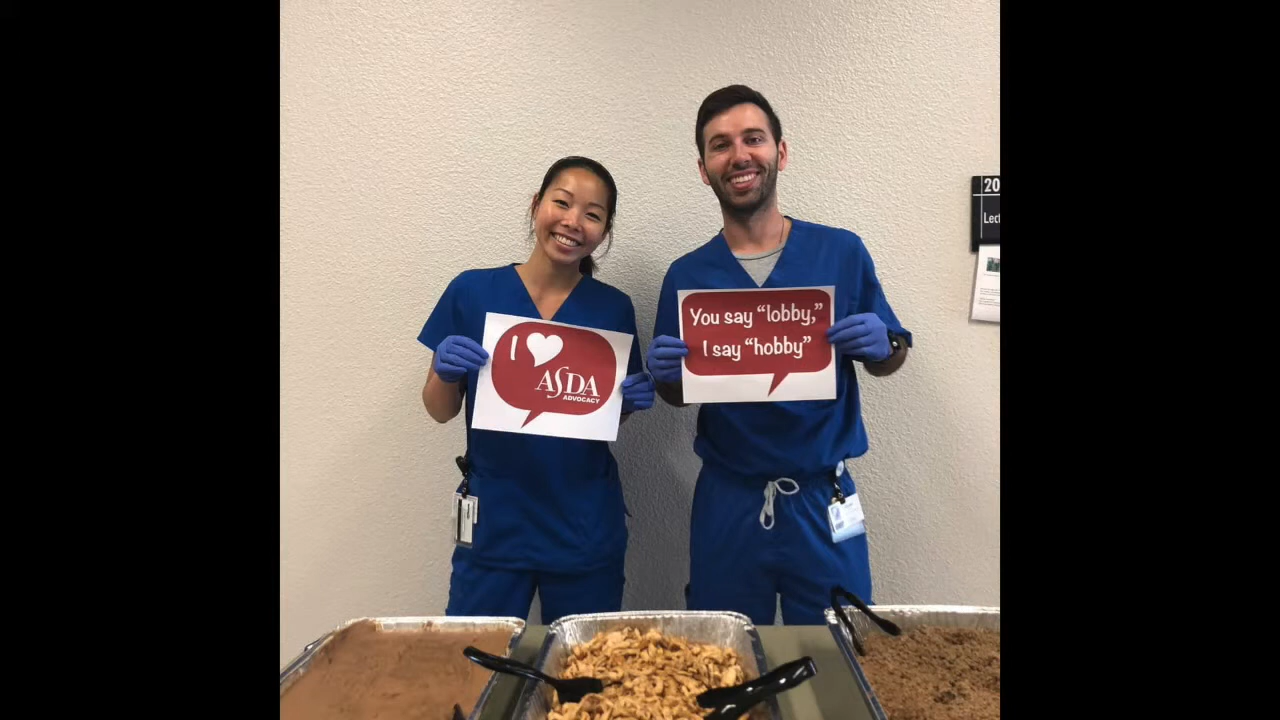 I
ASDA
ADVOCACY
You say “lobby,”
I say “hobby”
20
Lect